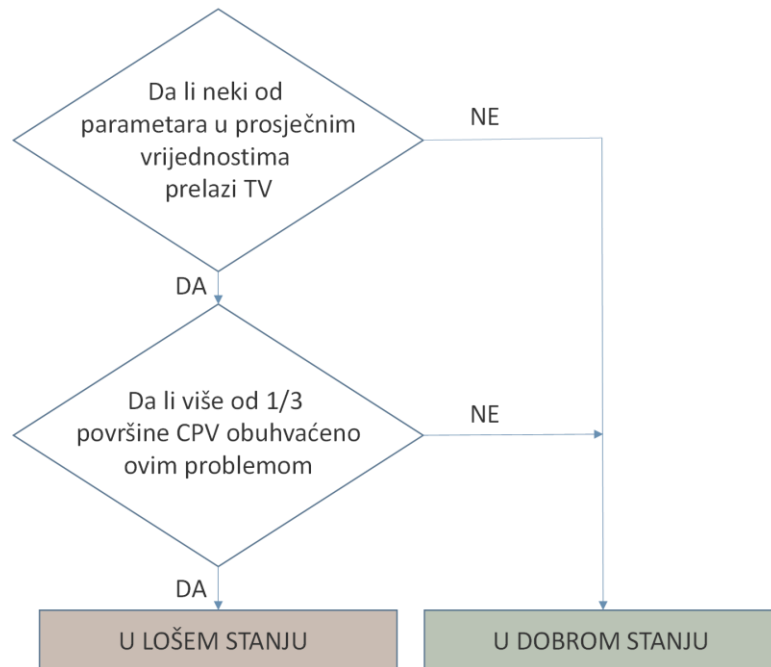 Da li neki od
parametara u prosječnim
vrijednostima
prelazi TV
NE
DA
Da li više od 1/3
površine CPV obuhvaćeno
ovim problemom
NE
DA
U LOŠEM STANJU
U DOBROM STANJU